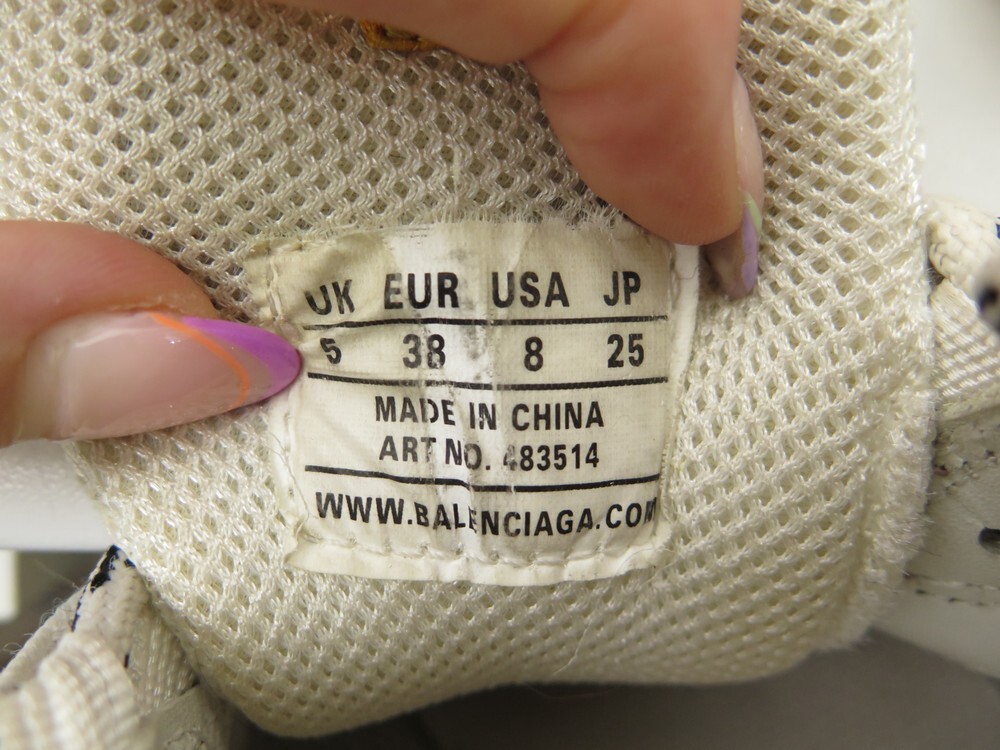 UK EUR USA JP
5 38 8 25
MADE IN CHINA
ART NO. 483514
WWW.BALENCIAGA.COM